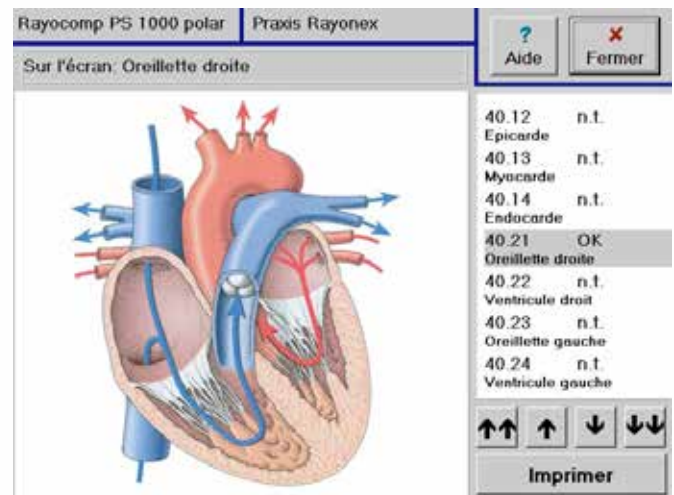 Rayocomp PS 1000 polar
Praxis Rayonex
Sur l'écran: Oreillette droite
?
Aide
×
Fermer
40.12 n.t.
Epicarde
40.13 n.t.
Myocarde
40.14 n.t.
Endocarde
40.21 OK
Oreillette droite
40.22 n.t.
Ventricule droit
40.23 n.t.
Oreillette gauche
40.24 n.t.
Ventricule gauche
Imprimer